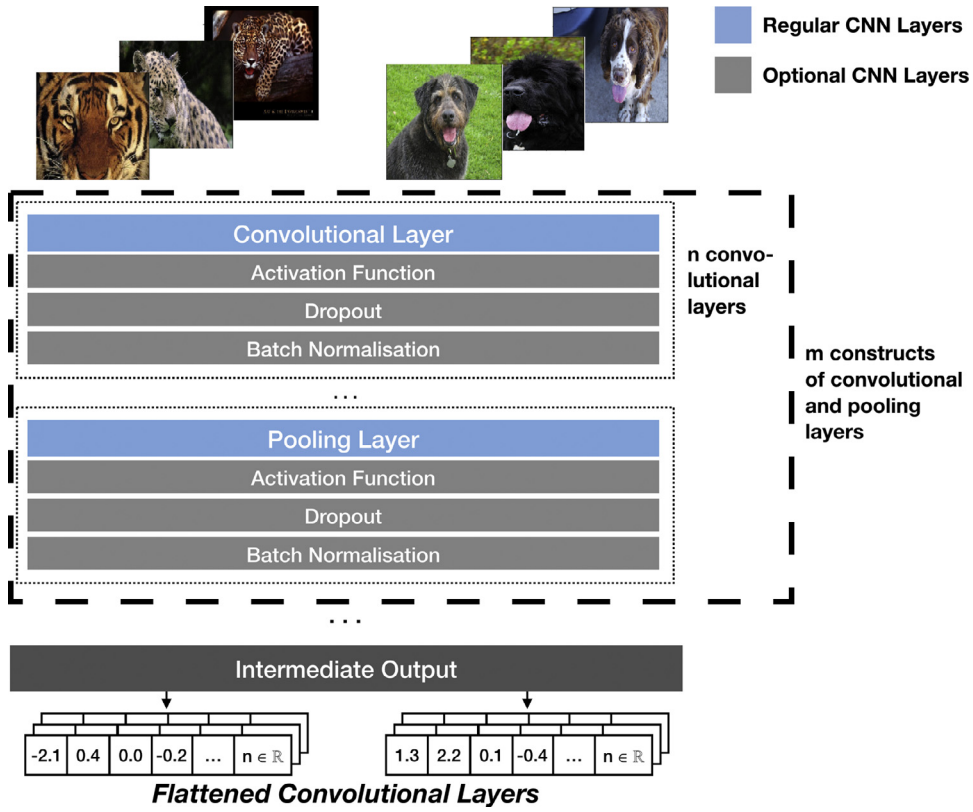 Regular CNN Layers
Optional CNN Layers
Convolutional Layer
Activation Function
Dropout
Batch Normalisation
n convo-
lutional
layers
...
Pooling Layer
Activation Function
Dropout
Batch Normalisation
m constructs
of convolutional
and pooling
layers
...
Intermediate Output
-2.1 0.4 0.0 -0.2 ... n ∈ ℝ
1.3 2.2 0.1 -0.4 ... n ∈ ℝ
Flattened Convolutional Layers